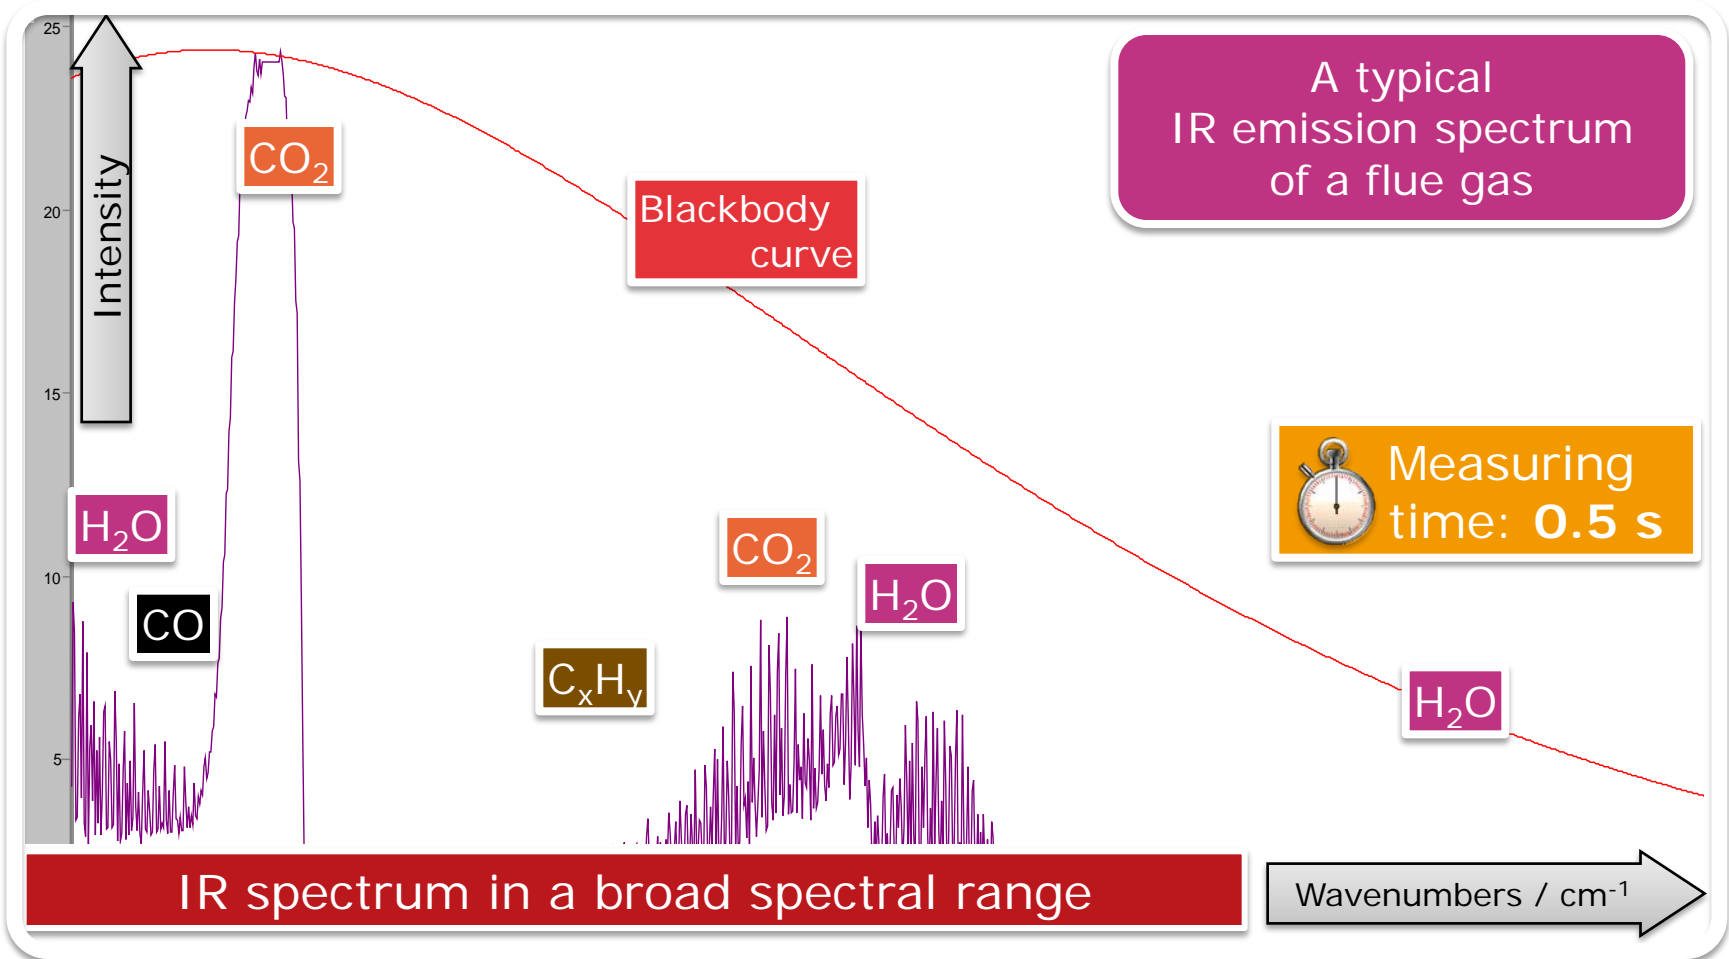 25
20
15
10
5
Intensity
CO₂
Blackbody
curve
A typical
IR emission spectrum
of a flue gas
H₂O
CO
CₓHᵧ
CO₂
H₂O
Measuring
time: 0.5 s
H₂O
IR spectrum in a broad spectral range
Wavenumbers / cm⁻¹